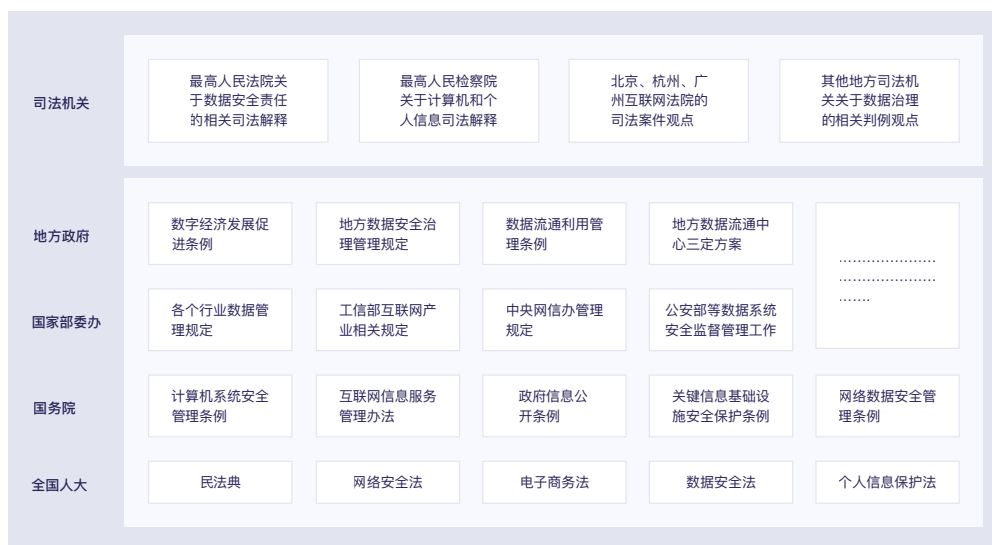 司法机关
最高人民法院关
于数据安全责任
的相关司法解释
最高人民检察院
关于计算机和个
人信息司法解释
北京、杭州、广
州互联网法院的
司法案件观点
其他地方司法机
关关于数据治理
的相关判例观点
地方政府
数字经济发展促
进条例
地方数据安全治
理管理规定
数据流通利用管
理条例
地方数据流通中
心三定方案
…………………
…………………
…….
国家部委办
各个行业数据管
理规定
工信部互联网产
业相关规定
中央网信办管理
规定
公安部等数据系统
安全监督管理工作
国务院
计算机系统安全
管理条例
互联网信息服务
管理办法
政府信息公
开条例
关键信息基础设
施安全保护条例
网络数据安全管
理条例
全国人大
民法典
网络安全法
电子商务法
数据安全法
个人信息保护法